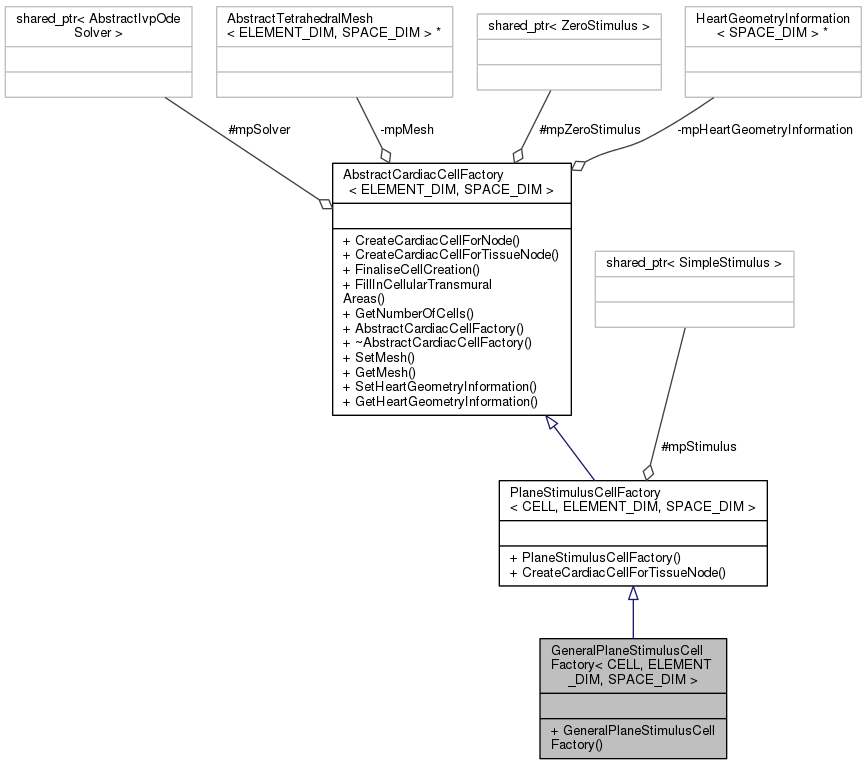 shared_ptr< AbstractIvpOde
Solver >
AbstractTetrahedralMesh
< ELEMENT_DIM, SPACE_DIM > *
shared_ptr< ZeroStimulus >
HeartGeometryInformation
< SPACE_DIM > *
#mpSolver
-mpMesh
#mpZeroStimulus
-mpHeartGeometryInformation
AbstractCardiacCellFactory
< ELEMENT_DIM, SPACE_DIM >
+ CreateCardiacCellForNode()
+ CreateCardiacCellForTissueNode()
+ FinaliseCellCreation()
+ FillInCellularTransmural
Areas()
+ GetNumberOfCells()
+ AbstractCardiacCellFactory()
+ ~AbstractCardiacCellFactory()
+ SetMesh()
+ GetMesh()
+ SetHeartGeometryInformation()
+ GetHeartGeometryInformation()
shared_ptr< SimpleStimulus >
#mpStimulus
PlaneStimulusCellFactory
< CELL, ELEMENT_DIM, SPACE_DIM >
+ PlaneStimulusCellFactory()
+ CreateCardiacCellForTissueNode()
GeneralPlaneStimulusCell
Factory< CELL, ELEMENT
_DIM, SPACE_DIM >
+ GeneralPlaneStimulusCell
Factory()